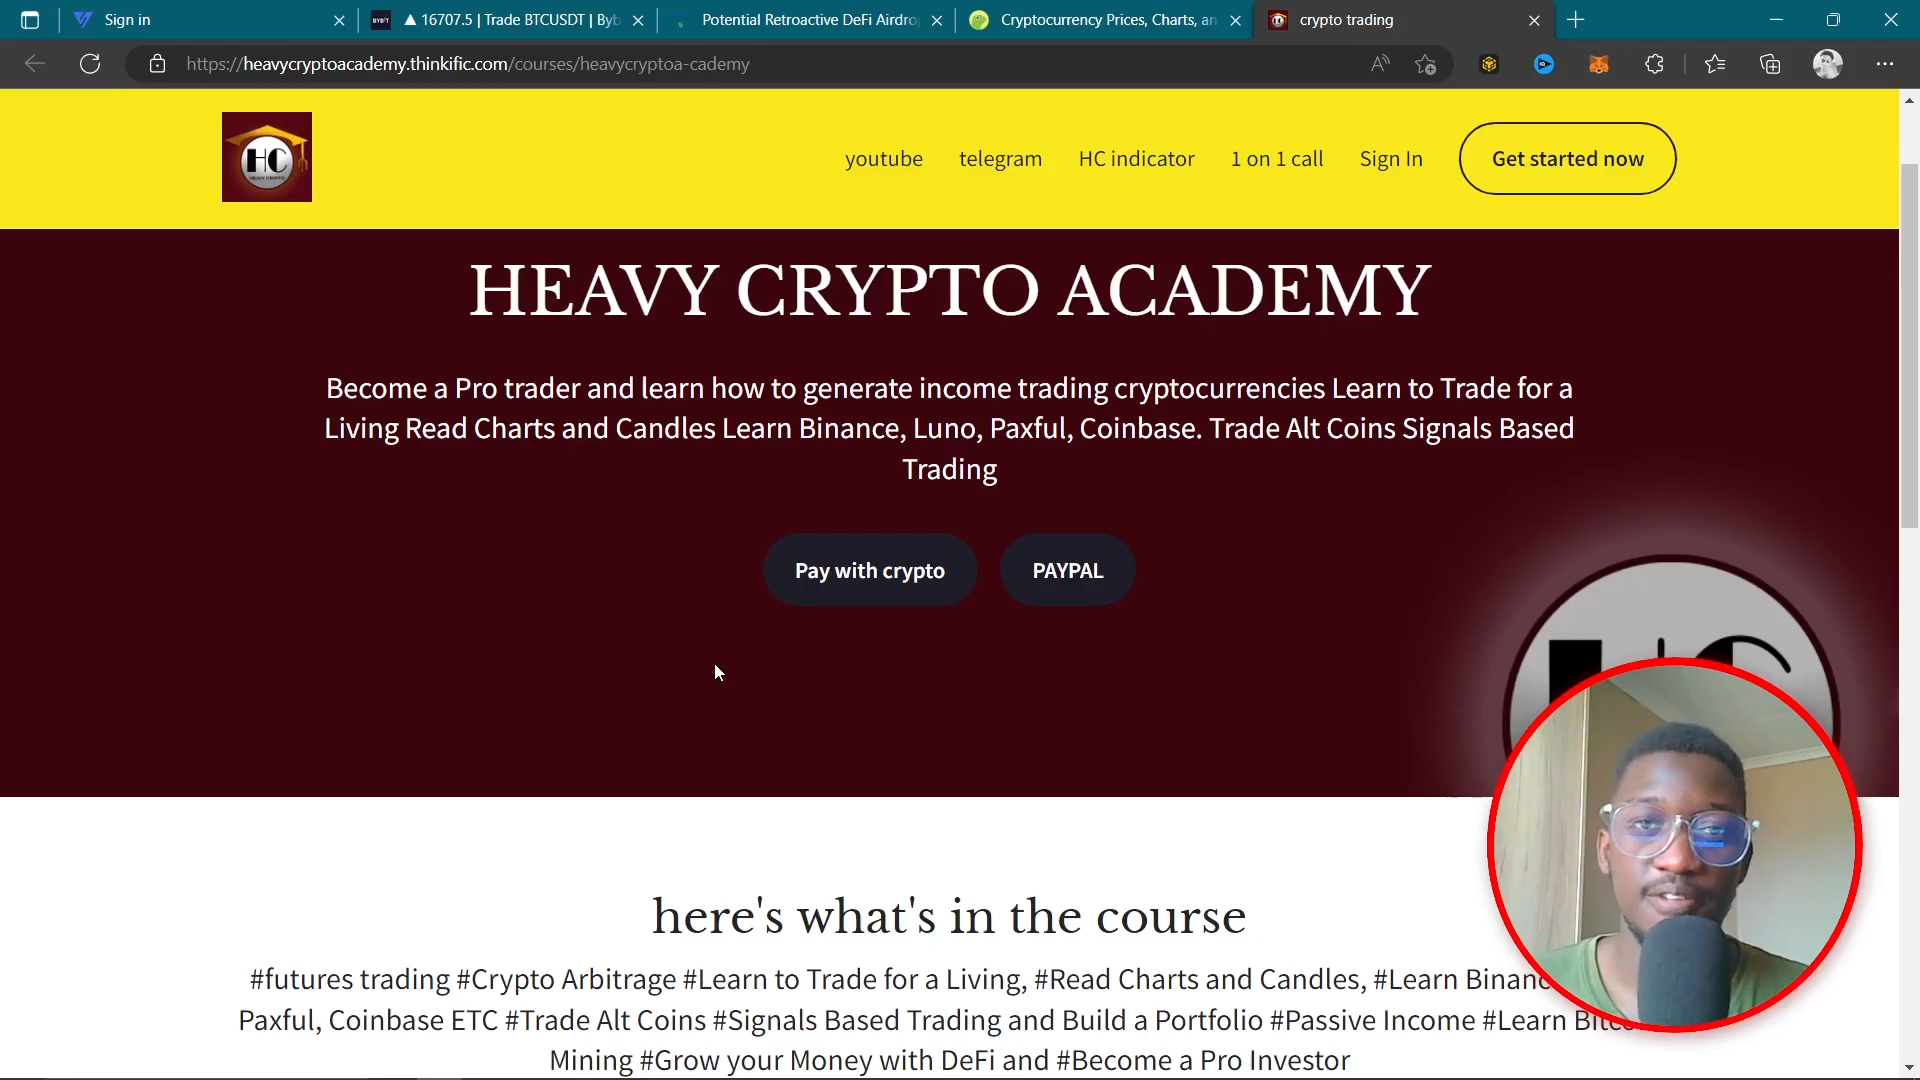 Sign in
BYBIT
▲ 16707.5 | Trade BTCUSDT | Byb
Potential Retroactive DeFi Airdro
Cryptocurrency Prices, Charts, an
crypto trading
https://heavycryptoacademy.thinkific.com/courses/heavycryptoa-cademy
HC
HEAVY CRYPTO
youtube
telegram
HC indicator
1 on 1 call
Sign In
Get started now
HEAVY CRYPTO ACADEMY
Become a Pro trader and learn how to generate income trading cryptocurrencies Learn to Trade for a
Living Read Charts and Candles Learn Binance, Luno, Paxful, Coinbase. Trade Alt Coins Signals Based
Trading
Pay with crypto
PAYPAL
here's what's in the course
#futures trading #Crypto Arbitrage #Learn to Trade for a Living, #Read Charts and Candles, #Learn Binanc
Paxful, Coinbase ETC #Trade Alt Coins #Signals Based Trading and Build a Portfolio #Passive Income #Learn Bitco
Mining #Grow your Money with DeFi and #Become a Pro Investor